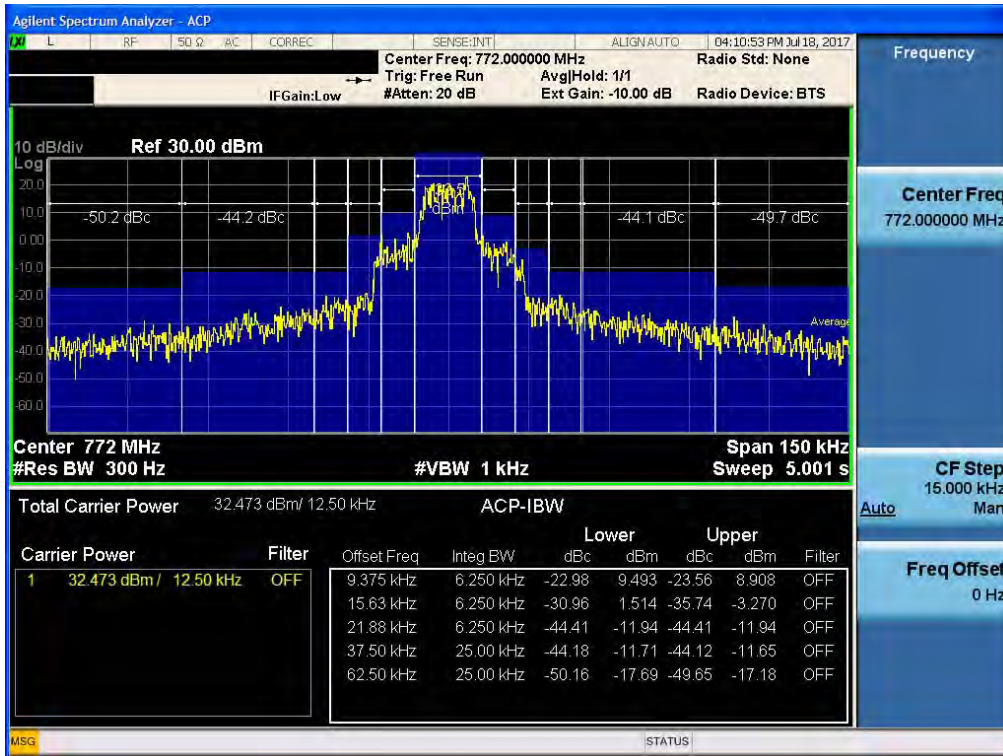 Agilent Spectrum Analyzer - ACP
LXI L RF 50 Ω AC CORREC SENSE:INT ALIGN AUTO 04:10:53 PM Jul 18, 2017
Center Freq: 772.000000 MHz Radio Std: None
Trig: Free Run Avg|Hold: 1/1
IFGain:Low #Atten: 20 dB Ext Gain: -10.00 dB Radio Device: BTS
10 dB/div Ref 30.00 dBm
Log
20.0
10.0
0.00
-10.0
-20.0
-30.0
-40.0
-50.0
-60.0
-50.2 dBc -44.2 dBc dBm -44.1 dBc -49.7 dBc
Average
Center 772 MHz Span 150 kHz
#Res BW 300 Hz #VBW 1 kHz Sweep 5.001 s
Total Carrier Power 32.473 dBm/ 12.50 kHz ACP-IBW
Lower Upper
Carrier Power Filter Offset Freq Integ BW dBc dBm dBc dBm Filter
1 32.473 dBm / 12.50 kHz OFF 9.375 kHz 6.250 kHz -22.98 9.493 -23.56 8.908 OFF
15.63 kHz 6.250 kHz -30.96 1.514 -35.74 -3.270 OFF
21.88 kHz 6.250 kHz -44.41 -11.94 -44.41 -11.94 OFF
37.50 kHz 25.00 kHz -44.18 -11.71 -44.12 -11.65 OFF
62.50 kHz 25.00 kHz -50.16 -17.69 -49.65 -17.18 OFF
MSG STATUS
Frequency
Center Freq
772.000000 MHz
CF Step
15.000 kHz
Auto Man
Freq Offset
0 Hz